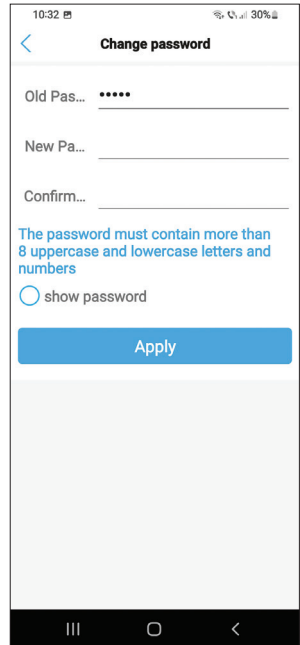 10:32 30%
Change password
Old Pas... •••••
New Pa...
Confirm...
The password must contain more than
8 uppercase and lowercase letters and
numbers
show password
Apply